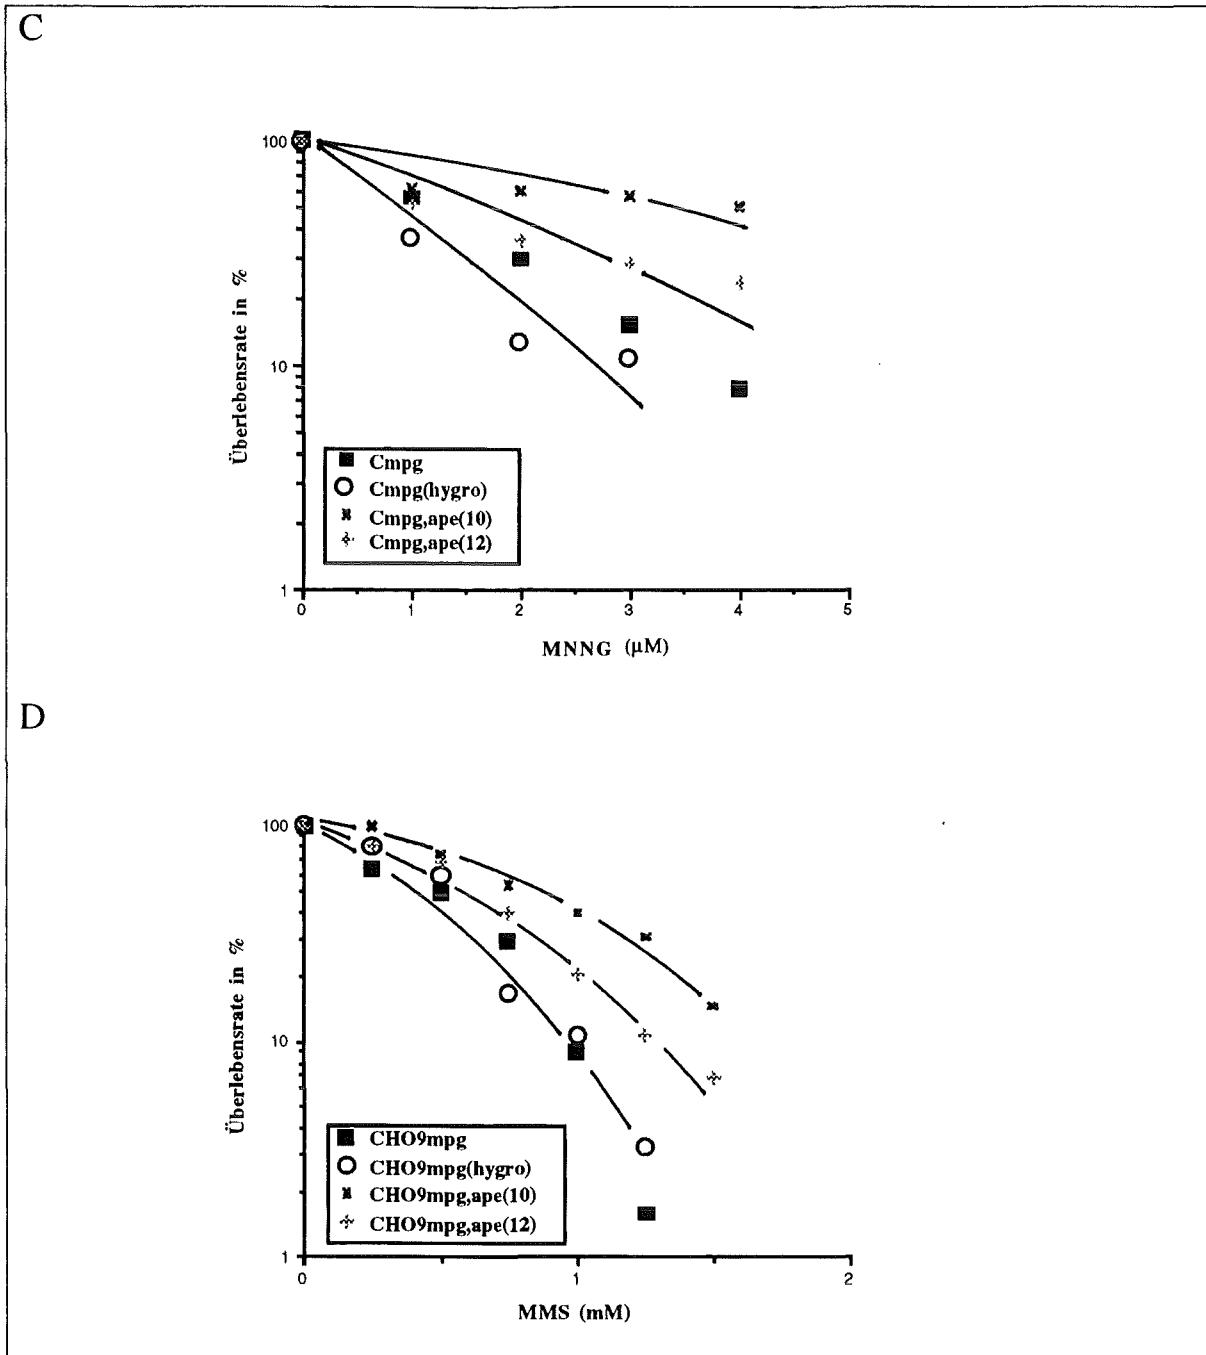 C
100
10
1
Überlebensrate in %
Cmpg
Cmpg(hygro)
Cmpg,ape(10)
Cmpg,ape(12)
0 1 2 3 4 5
MNNG (µM)
D
100
10
1
Überlebensrate in %
CHO9mpg
CHO9mpg(hygro)
CHO9mpg,ape(10)
CHO9mpg,ape(12)
0 1 2
MMS (mM)